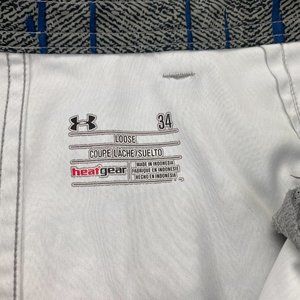 34
LOOSE
COUPE LACHE/SUELTO
heatgear
MADE IN INDONESIA
FABRIQUE EN INDONESIE
HECHO EN INDONESIA